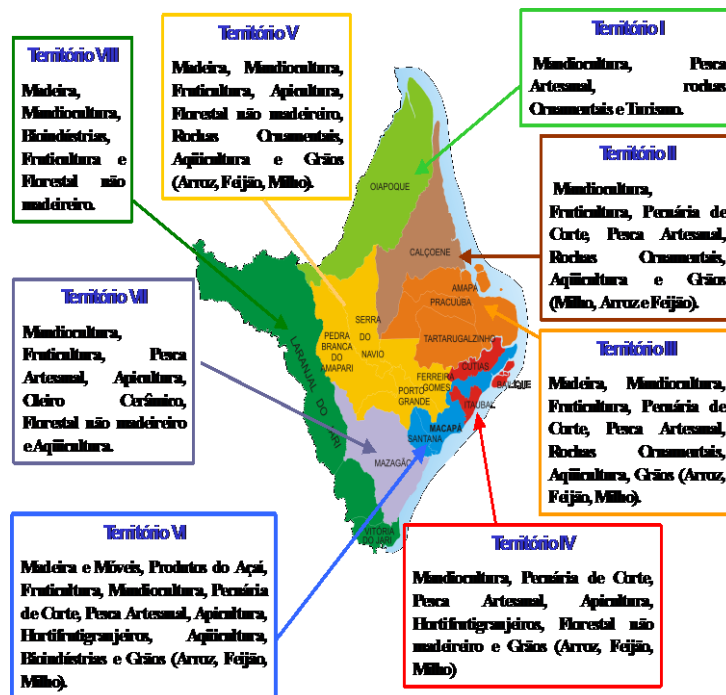 Território VIII
Madeira,
Mandiocultura,
Bioindústrias,
Fruticultura e
Florestal não
madeireiro.
Território V
Madeira, Mandiocultura,
Fruticultura, Apicultura,
Florestal não madeireiro,
Rochas Ornamentais,
Aqüicultura e Grãos
(Arroz, Feijão, Milho).
Território I
Mandiocultura, Pesca
Artesanal, rochas
Ornamentais e Turismo.
Território II
Mandiocultura,
Fruticultura, Pecuária de
Corte, Pesca Artesanal,
Rochas Ornamentais,
Aqüicultura e Grãos
(Milho, Arroz e Feijão).
Território VII
Mandiocultura,
Fruticultura, Pesca
Artesanal, Apicultura,
Oleiro Cerâmico,
Florestal não madeireiro
e Aqüicultura.
OIAPOQUE
CALÇOENE
AMAPÁ
PRACUÚBA
TARTARUGALZINHO
SERRA
DO
NAVIO
PEDRA
BRANCA
DO
AMAPARI
LARANJAL DO JARI
FERREIRA
GOMES
PORTO
GRANDE
CUTIAS
BAILIQUE
ITAUBAL
MACAPÁ
SANTANA
MAZAGÃO
VITÓRIA
DO JARI
Território III
Madeira, Mandiocultura,
Fruticultura, Pecuária de
Corte, Pesca Artesanal,
Rochas Ornamentais,
Aqüicultura, Grãos (Arroz,
Feijão, Milho).
Território VI
Madeira e Móveis, Produtos do Açaí,
Fruticultura, Mandiocultura, Pecuária
de Corte, Pesca Artesanal, Apicultura,
Hortifrutigranjeiros, Aqüicultura,
Bioindústrias e Grãos (Arroz, Feijão,
Milho).
Território IV
Mandiocultura, Pecuária de Corte,
Pesca Artesanal, Apicultura,
Hortifrutigranjeiros, Florestal não
madeireiro e Grãos (Arroz, Feijão,
Milho)